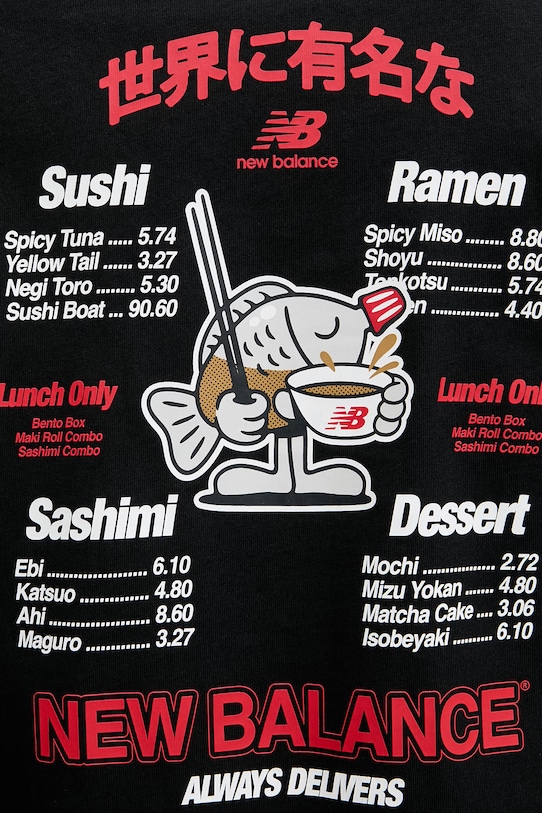 世界に有名な
NB
new balance
Sushi
Spicy Tuna ..... 5.74
Yellow Tail ...... 3.27
Negi Toro ........ 5.30
Sushi Boat ... 90.60
Ramen
Spicy Miso ......... 8.80
Shoyu .............. 8.60
Tonkotsu ......... 5.74
................ 4.40
Lunch Only
Bento Box
Maki Roll Combo
Sashimi Combo
NB
Lunch Only
Bento Box
Maki Roll Combo
Sashimi Combo
Sashimi
Ebi ....................... 6.10
Katsuo ................ 4.80
Ahi ...................... 8.60
Maguro ............... 3.27
Dessert
Mochi ................ 2.72
Mizu Yokan ....... 4.80
Matcha Cake .... 3.06
Isobeyaki .......... 6.10
NEW BALANCE®
ALWAYS DELIVERS